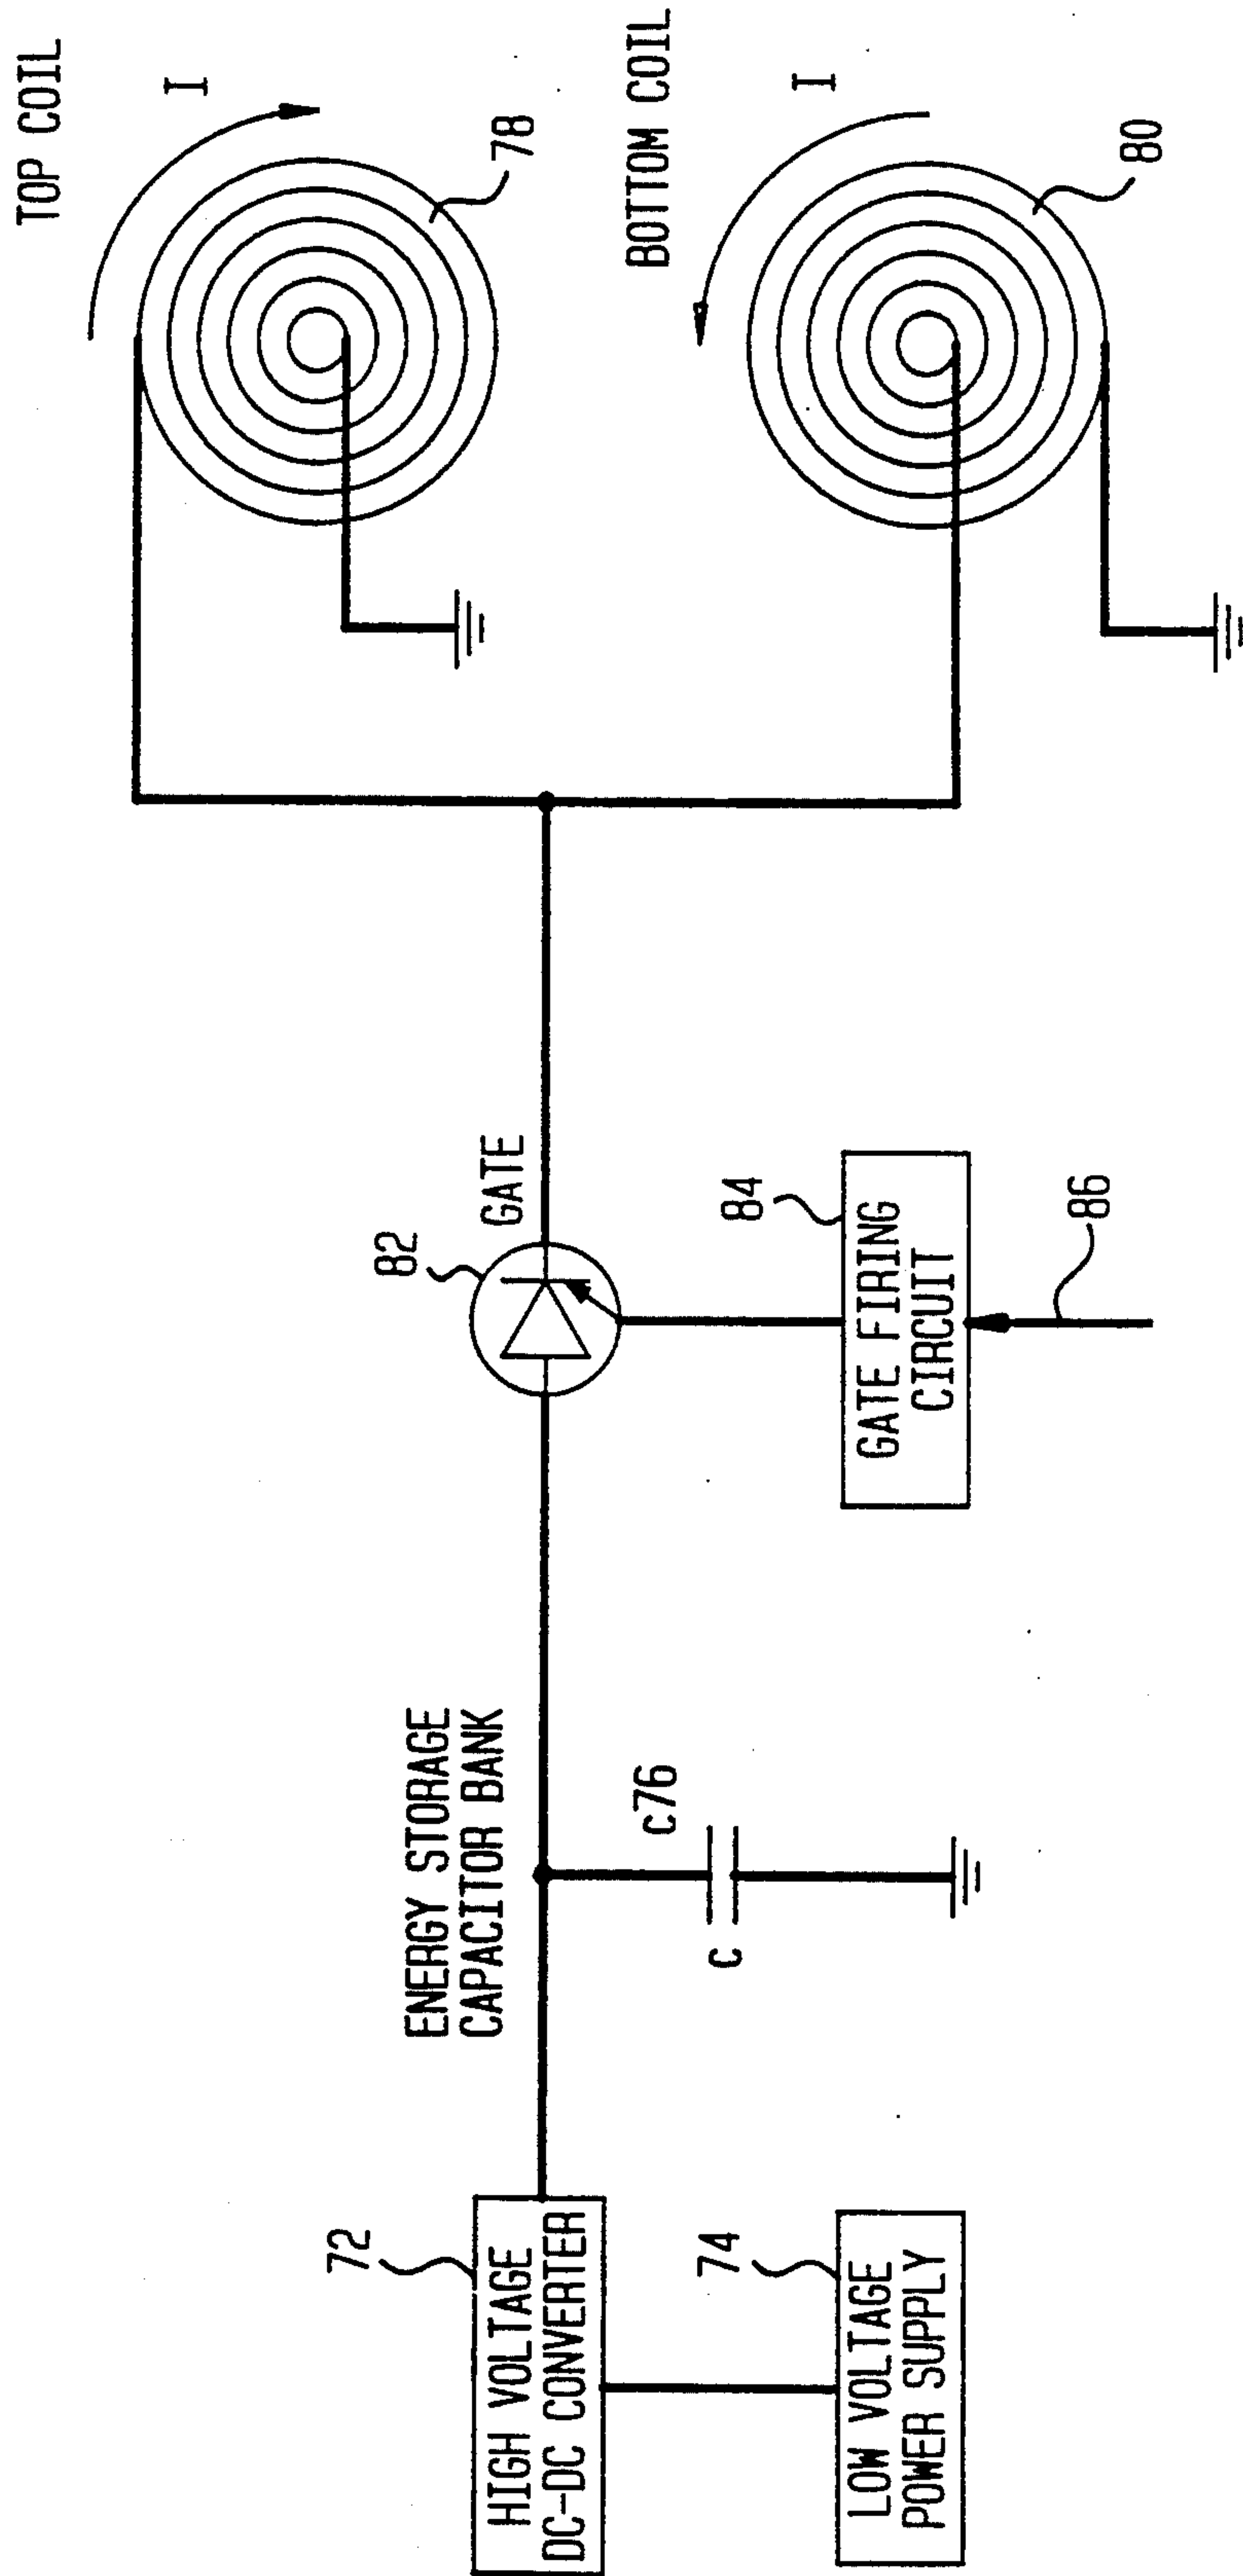 TOP COIL
I
78
BOTTOM COIL
I
80
82
GATE
84
GATE FIRING
CIRCUIT
86
ENERGY STORAGE
CAPACITOR BANK
C76
C
72
HIGH VOLTAGE
DC-DC CONVERTER
74
LOW VOLTAGE
POWER SUPPLY